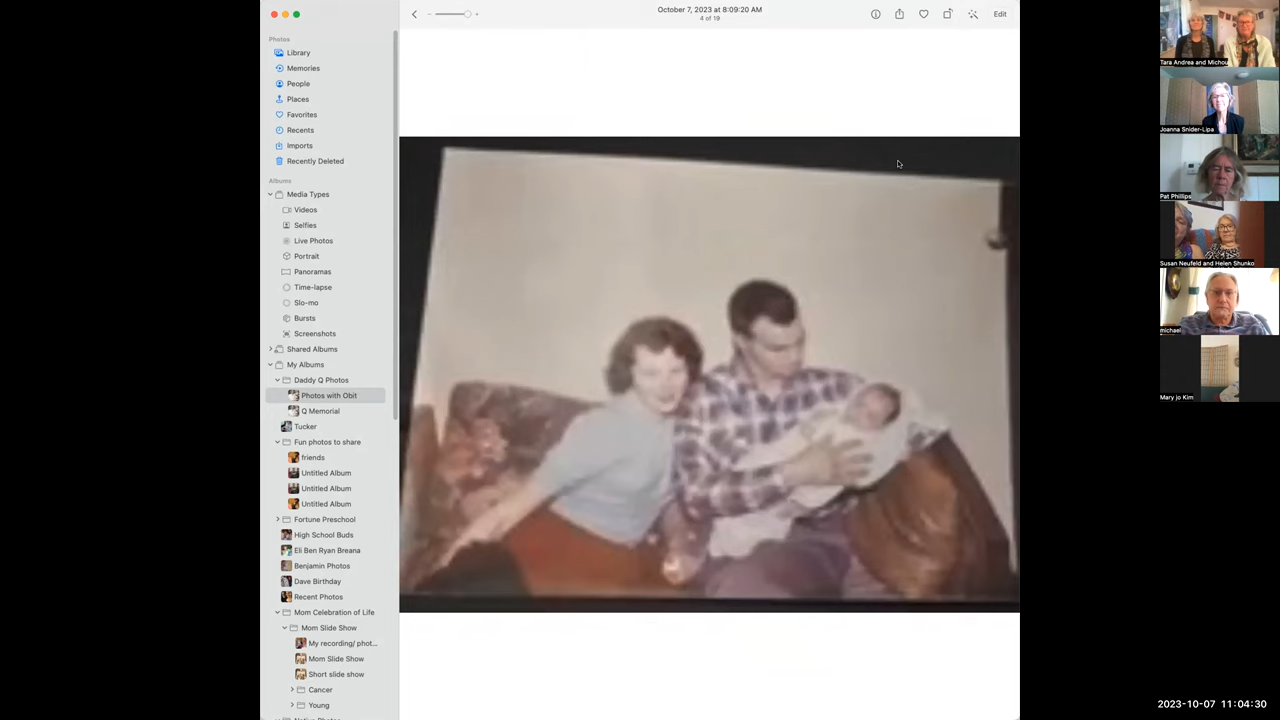 October 7, 2023 at 8:09:20 AM
4 of 19
Edit
Photos
Library
Memories
People
Places
Favorites
Recents
Imports
Recently Deleted
Albums
Media Types
Videos
Selfies
Live Photos
Portrait
Panoramas
Time-lapse
Slo-mo
Bursts
Screenshots
Shared Albums
My Albums
Daddy Q Photos
Photos with Obit
Q Memorial
Tucker
Fun photos to share
friends
Untitled Album
Untitled Album
Untitled Album
Fortune Preschool
High School Buds
Eli Ben Ryan Breana
Benjamin Photos
Dave Birthday
Recent Photos
Mom Celebration of Life
Mom Slide Show
My recording/ phot...
Mom Slide Show
Short slide show
Cancer
Young
Tara Andrea and Michou
Joanna Snider-Lipa
Pat Phillips
Susan Neufeld and Helen Shunko
michael
Mary jo Kim
2023-10-07 11:04:30